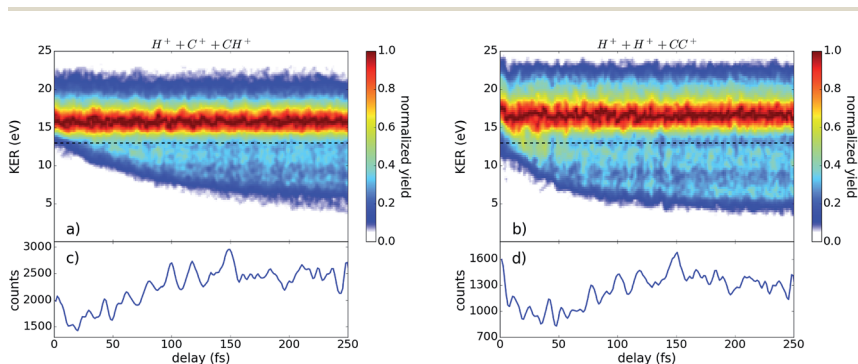 H⁺ + C⁺ + CH⁺
H⁺ + H⁺ + CC⁺
25
20
15
10
5
KER (eV)
a)
1.0
0.8
0.6
0.4
0.2
0.0
normalized yield
25
20
15
10
5
KER (eV)
b)
1.0
0.8
0.6
0.4
0.2
0.0
normalized yield
3000
2500
2000
1500
counts
c)
0 50 100 150 200 250
delay (fs)
1600
1300
1000
700
counts
d)
0 50 100 150 200 250
delay (fs)